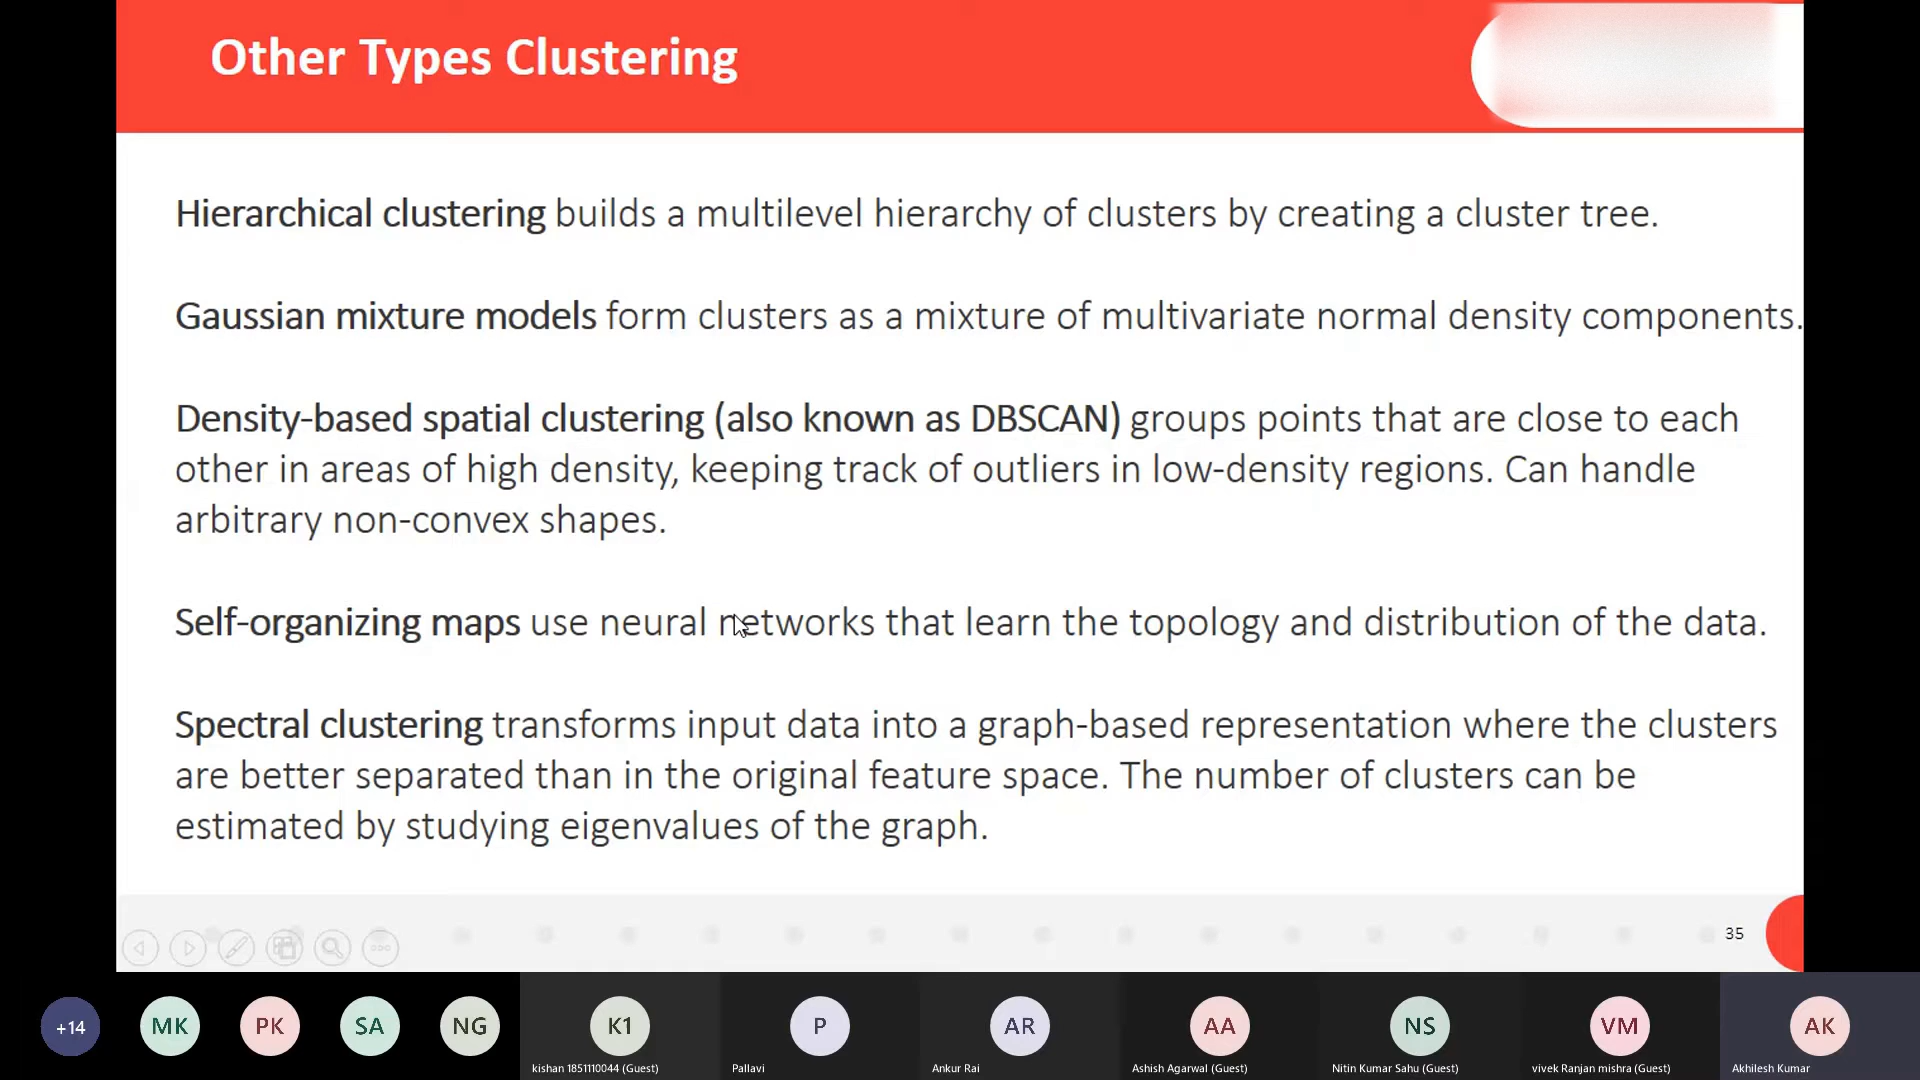 Other Types Clustering
Hierarchical clustering builds a multilevel hierarchy of clusters by creating a cluster tree.
Gaussian mixture models form clusters as a mixture of multivariate normal density components.
Density-based spatial clustering (also known as DBSCAN) groups points that are close to each
other in areas of high density, keeping track of outliers in low-density regions. Can handle
arbitrary non-convex shapes.
Self-organizing maps use neural networks that learn the topology and distribution of the data.
Spectral clustering transforms input data into a graph-based representation where the clusters
are better separated than in the original feature space. The number of clusters can be
estimated by studying eigenvalues of the graph.
35
+14
MK
PK
SA
NG
K1
P
AR
AA
NS
VM
AK
kishan 1851110044 (Guest)
Pallavi
Ankur Rai
Ashish Agarwal (Guest)
Nitin Kumar Sahu (Guest)
vivek Ranjan mishra (Guest)
Akhilesh Kumar